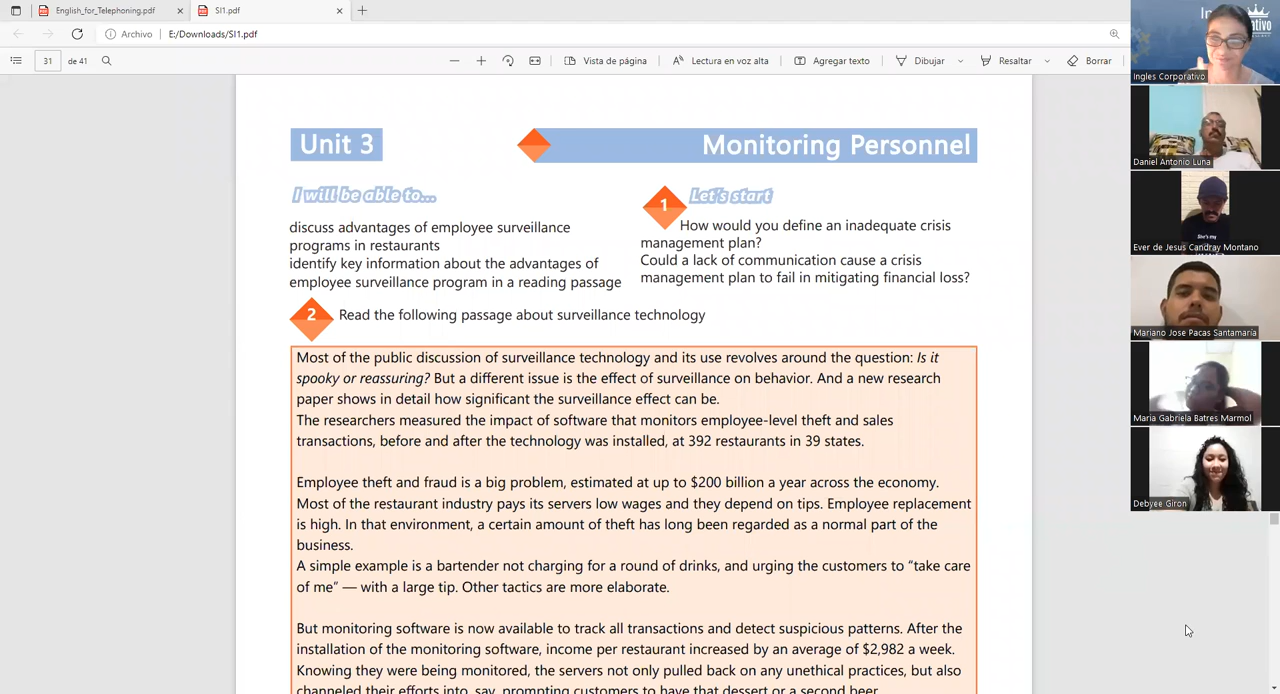 English_for_Telephoning.pdf
SI1.pdf
Archivo
E:/Downloads/SI1.pdf
31
de 41
Vista de página
Lectura en voz alta
Agregar texto
Dibujar
Resaltar
Borrar
Unit 3
Monitoring Personnel
I will be able to...
discuss advantages of employee surveillance
programs in restaurants
identify key information about the advantages of
employee surveillance program in a reading passage
1
Let's start
How would you define an inadequate crisis
management plan?
Could a lack of communication cause a crisis
management plan to fail in mitigating financial loss?
2
Read the following passage about surveillance technology
Most of the public discussion of surveillance technology and its use revolves around the question: Is it
spooky or reassuring? But a different issue is the effect of surveillance on behavior. And a new research
paper shows in detail how significant the surveillance effect can be.
The researchers measured the impact of software that monitors employee-level theft and sales
transactions, before and after the technology was installed, at 392 restaurants in 39 states.
Employee theft and fraud is a big problem, estimated at up to $200 billion a year across the economy.
Most of the restaurant industry pays its servers low wages and they depend on tips. Employee replacement
is high. In that environment, a certain amount of theft has long been regarded as a normal part of the
business.
A simple example is a bartender not charging for a round of drinks, and urging the customers to “take care
of me” — with a large tip. Other tactics are more elaborate.
But monitoring software is now available to track all transactions and detect suspicious patterns. After the
installation of the monitoring software, income per restaurant increased by an average of $2,982 a week.
Knowing they were being monitored, the servers not only pulled back on any unethical practices, but also
channeled their efforts into, say, prompting customers to have that dessert or a second beer.
Ingles Corporativo
Daniel Antonio Luna
Ever de Jesus Candray Montano
Mariano Jose Pacas Santamaría
Maria Gabriela Batres Marmol
Debyee Giron